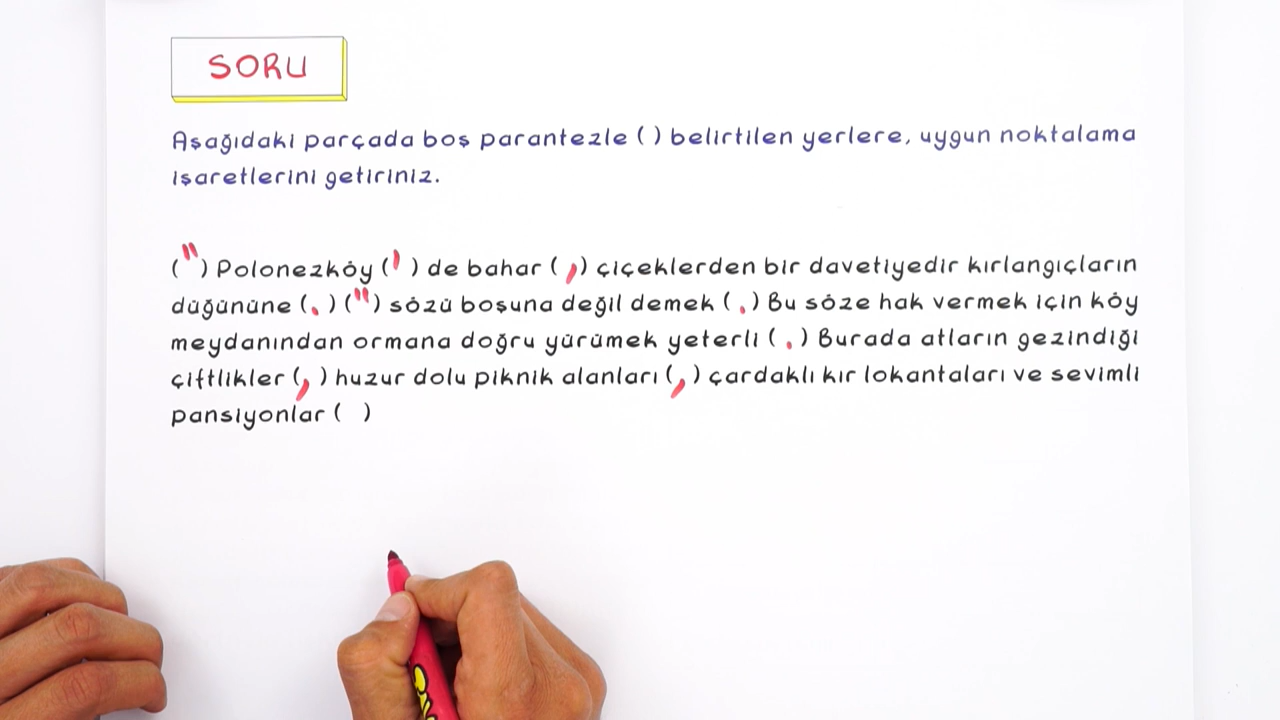 SORU
Aşağıdaki parçada boş parantezle ( ) belirtilen yerlere, uygun noktalama
işaretlerini getiriniz.
(") Polonezköy (') de bahar (,) çiçeklerden bir davetiyedir kırlangıçların
düğününe (.) (") sözü boşuna değil demek (.) Bu söze hak vermek için köy
meydanından ormana doğru yürümek yeterli (.) Burada atların gezindiği
çiftlikler (,) huzur dolu piknik alanları (,) çardaklı kır lokantaları ve sevimli
pansiyonlar ( )